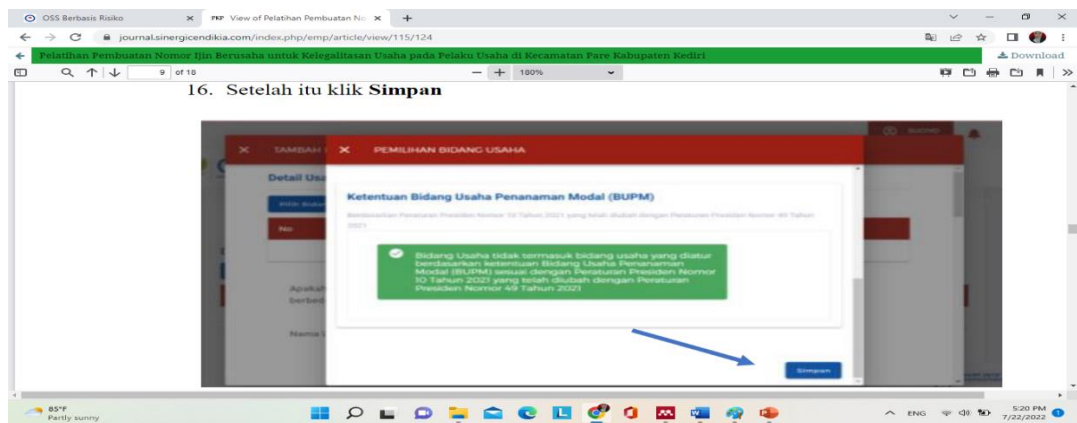 OSS Berbasis Risiko
PKP View of Pelatihan Pembuatan No
journal.sinergicendikia.com/index.php/emp/article/view/115/124
Pelatihan Pembuatan Nomor Ijin Berusaha untuk Kelegalitasan Usaha pada Pelaku Usaha di Kecamatan Pare Kabupaten Kediri
Download
9 of 18
180%
16. Setelah itu klik Simpan
TAMBAH
PEMILIHAN BIDANG USAHA
Detail Usa
Pilih Bidan
No
Ketentuan Bidang Usaha Penanaman Modal (BUPM)
Berdasarkan Peraturan Presiden Nomor 10 Tahun 2021 yang telah diubah dengan Peraturan Presiden Nomor 49 Tahun
2021
Bidang Usaha tidak termasuk bidang usaha yang diatur
berdasarkan ketentuan Bidang Usaha Penanaman
Modal (BUPM) sesuai dengan Peraturan Presiden Nomor
10 Tahun 2021 yang telah diubah dengan Peraturan
Presiden Nomor 49 Tahun 2021
Apakah
berbed
Nama
Simpan
85°F
Partly sunny
ENG
5:20 PM
7/22/2022
1